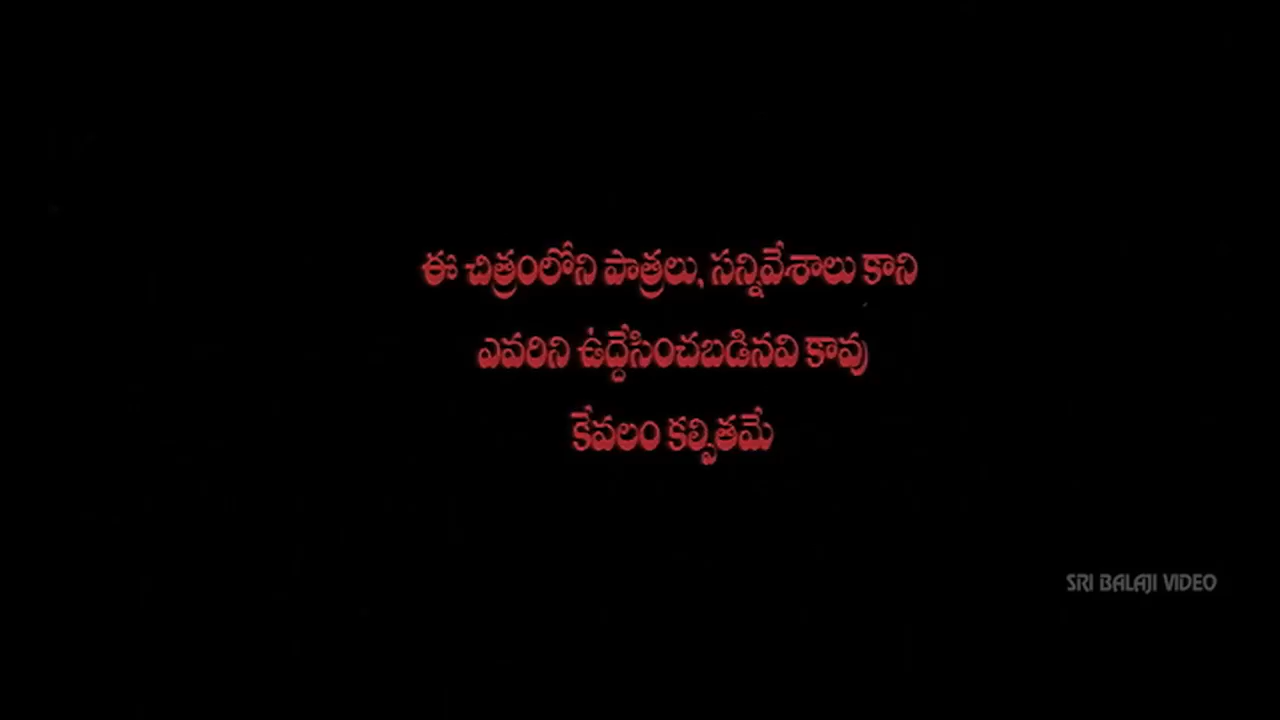 ఈ చిత్రంలోని పాత్రలు, సన్నివేశాలు కాని
ఎవరిని ఉద్దేసించబడినవి కావు
కేవలం కల్పితమే
SRI BALAJI VIDEO